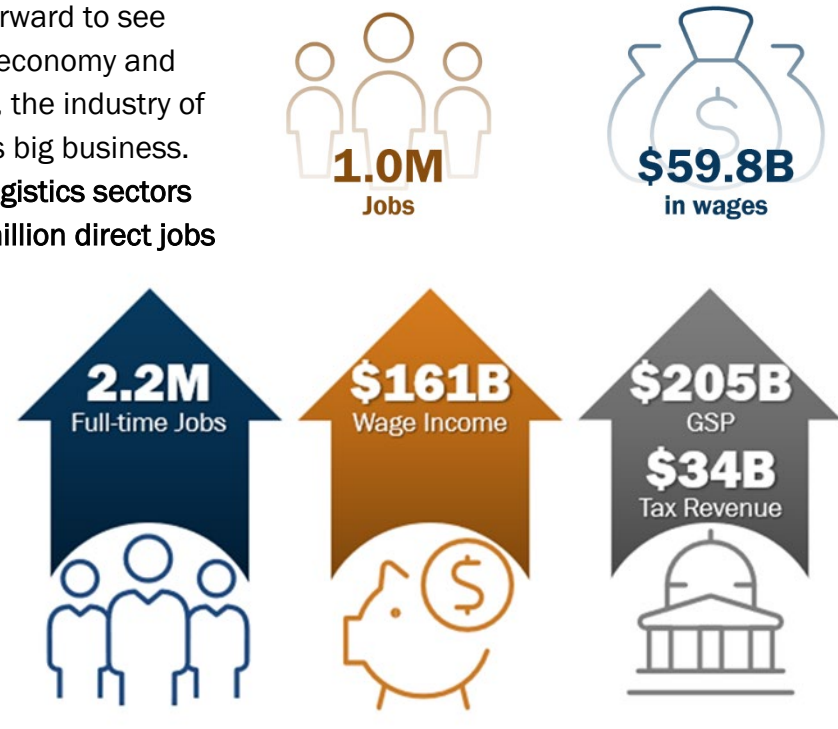 rward to see
economy and
, the industry of
s big business.
gistics sectors
illion direct jobs
1.0M
Jobs
$59.8B
in wages
2.2M
Full-time Jobs
$161B
Wage Income
$205B
GSP
$34B
Tax Revenue
$
$